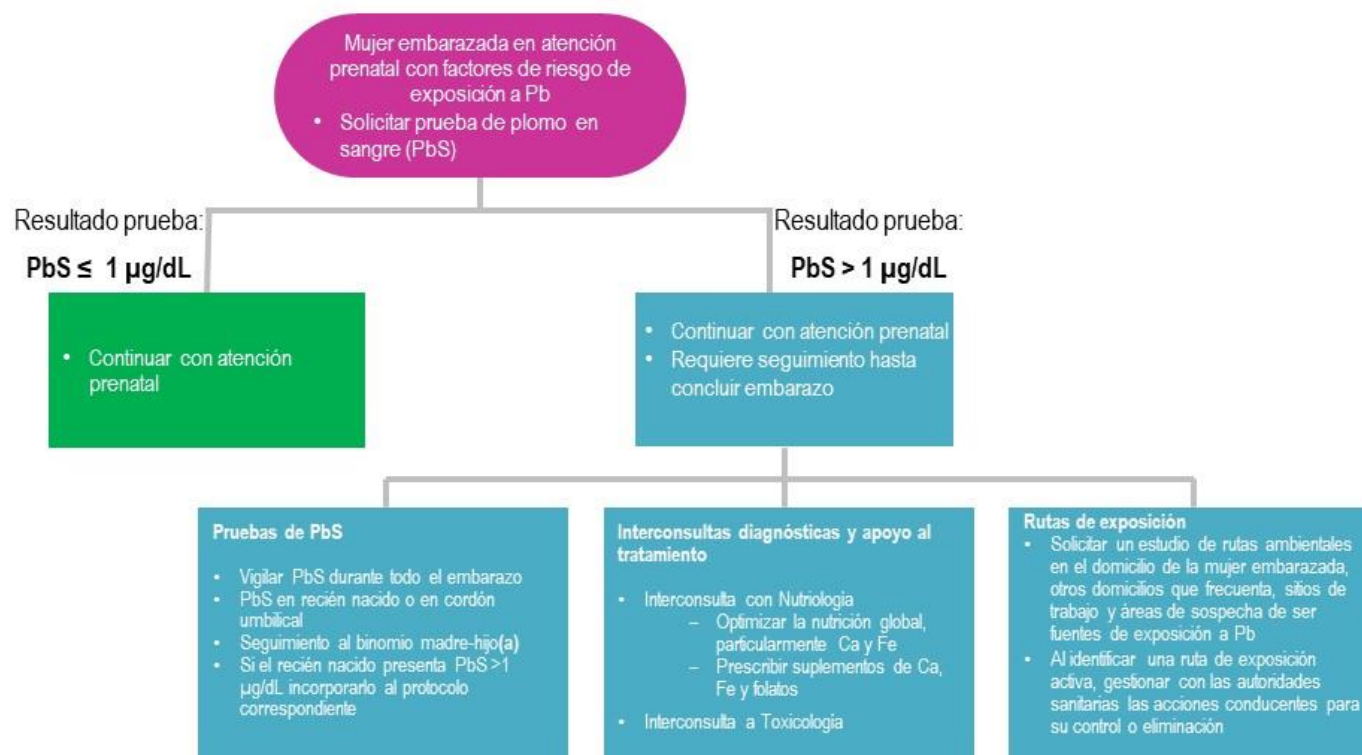 Mujer embarazada en atención
prenatal con factores de riesgo de
exposición a Pb
• Solicitar prueba de plomo en
sangre (PbS)
Resultado prueba:
PbS ≤ 1 µg/dL
Resultado prueba:
PbS > 1 µg/dL
• Continuar con atención
prenatal
• Continuar con atención prenatal
• Requiere seguimiento hasta
concluir embarazo
Pruebas de PbS
• Vigilar PbS durante todo el embarazo
• PbS en recién nacido o en cordón
umbilical
• Seguimiento al binomio madre-hijo(a)
• Si el recién nacido presenta PbS >1
µg/dL incorporarlo al protocolo
correspondiente
Interconsultas diagnósticas y apoyo al
tratamiento
• Interconsulta con Nutriología
– Optimizar la nutrición global,
particularmente Ca y Fe
– Prescribir suplementos de Ca,
Fe y folatos
• Interconsulta a Toxicología
Rutas de exposición
• Solicitar un estudio de rutas ambientales
en el domicilio de la mujer embarazada,
otros domicilios que frecuenta, sitios de
trabajo y áreas de sospecha de ser
fuentes de exposición a Pb
• Al identificar una ruta de exposición
activa, gestionar con las autoridades
sanitarias las acciones conducentes para
su control o eliminación